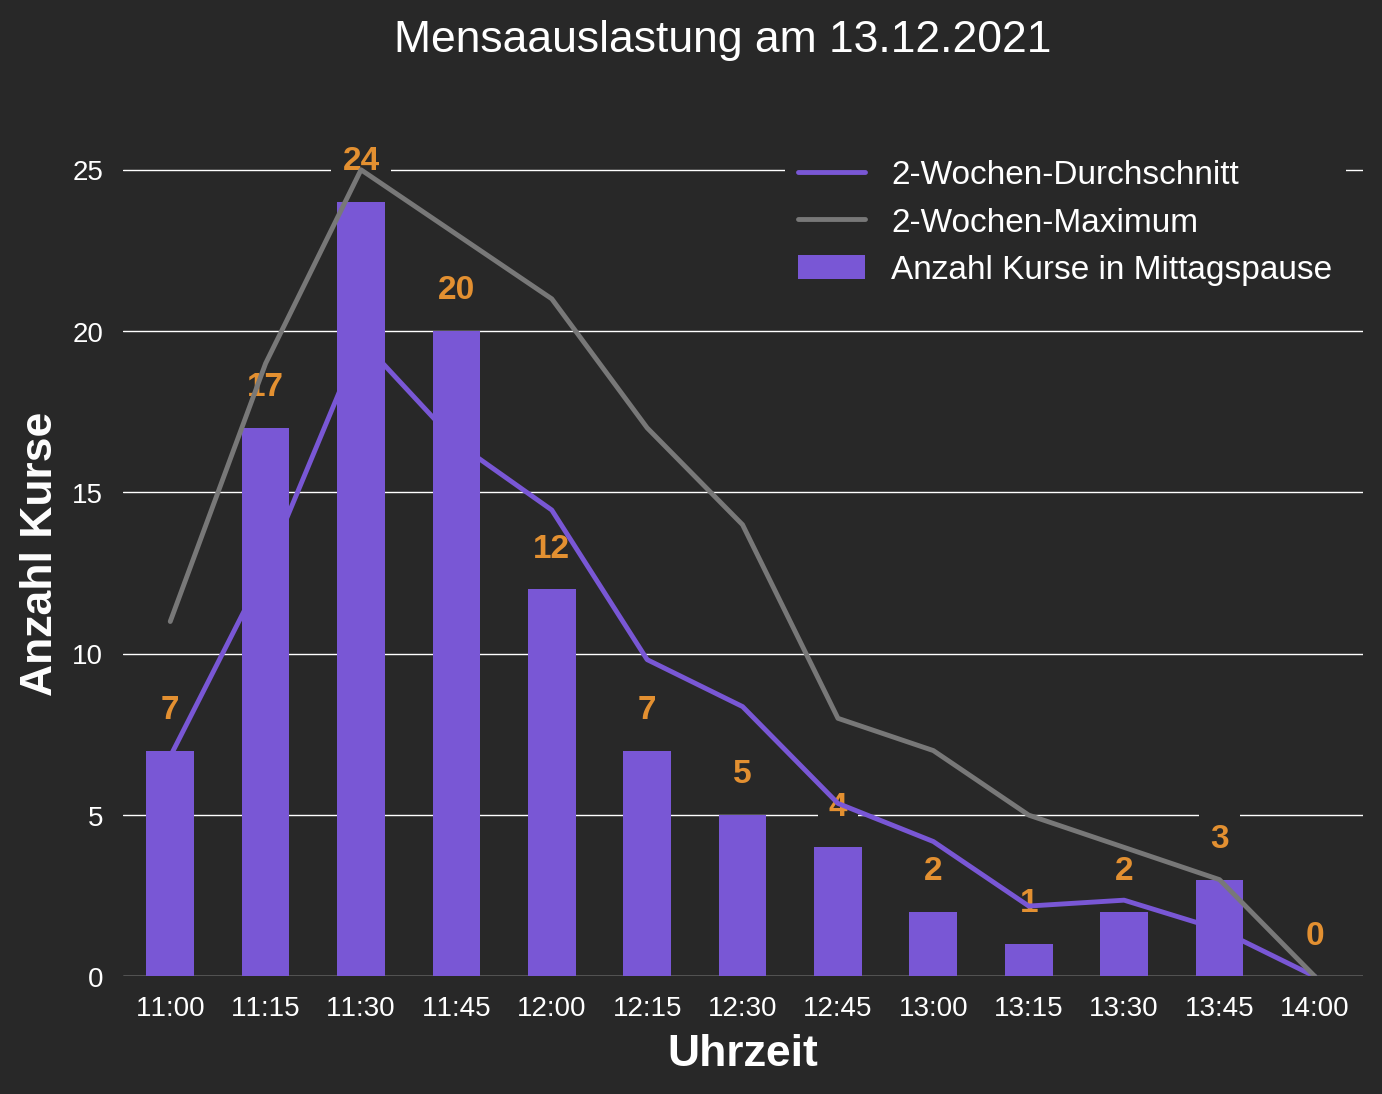 Mensaauslastung am 13.12.2021
2-Wochen-Durchschnitt
2-Wochen-Maximum
Anzahl Kurse in Mittagspause
Anzahl Kurse
25
20
15
10
5
0
7
17
24
20
12
7
5
4
2
1
2
3
0
11:00 11:15 11:30 11:45 12:00 12:15 12:30 12:45 13:00 13:15 13:30 13:45 14:00
Uhrzeit